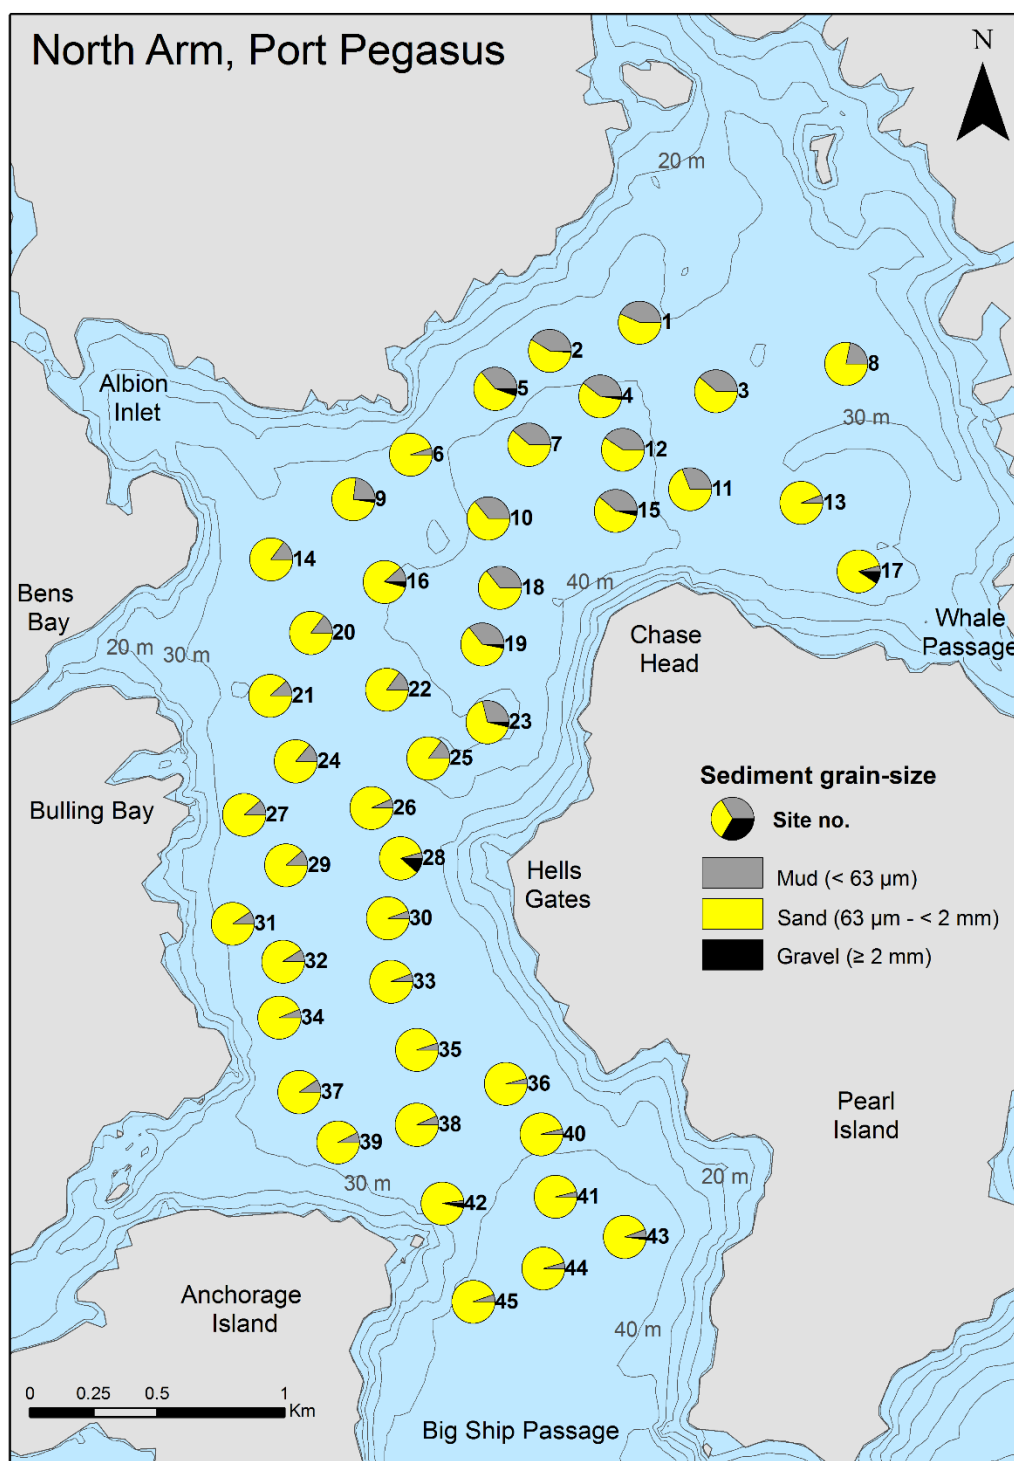 North Arm, Port Pegasus
N
20 m
1
2
8
5
4
3
Albion
Inlet
30 m
6
7
12
9
11
13
10
15
14
16
18
40 m
17
Bens
Bay
20
Chase
Head
Whale
Passage
20 m
30 m
19
21
22
23
24
25
Sediment grain-size
Site no.
Bulling Bay
27
26
28
29
Hells
Gates
Mud (< 63 µm)
Sand (63 µm - < 2 mm)
Gravel (≥ 2 mm)
31
30
32
33
34
35
36
37
38
39
40
Pearl
Island
30 m
20 m
42
41
43
44
45
Anchorage
Island
40 m
0 0.25 0.5 1
Km
Big Ship Passage